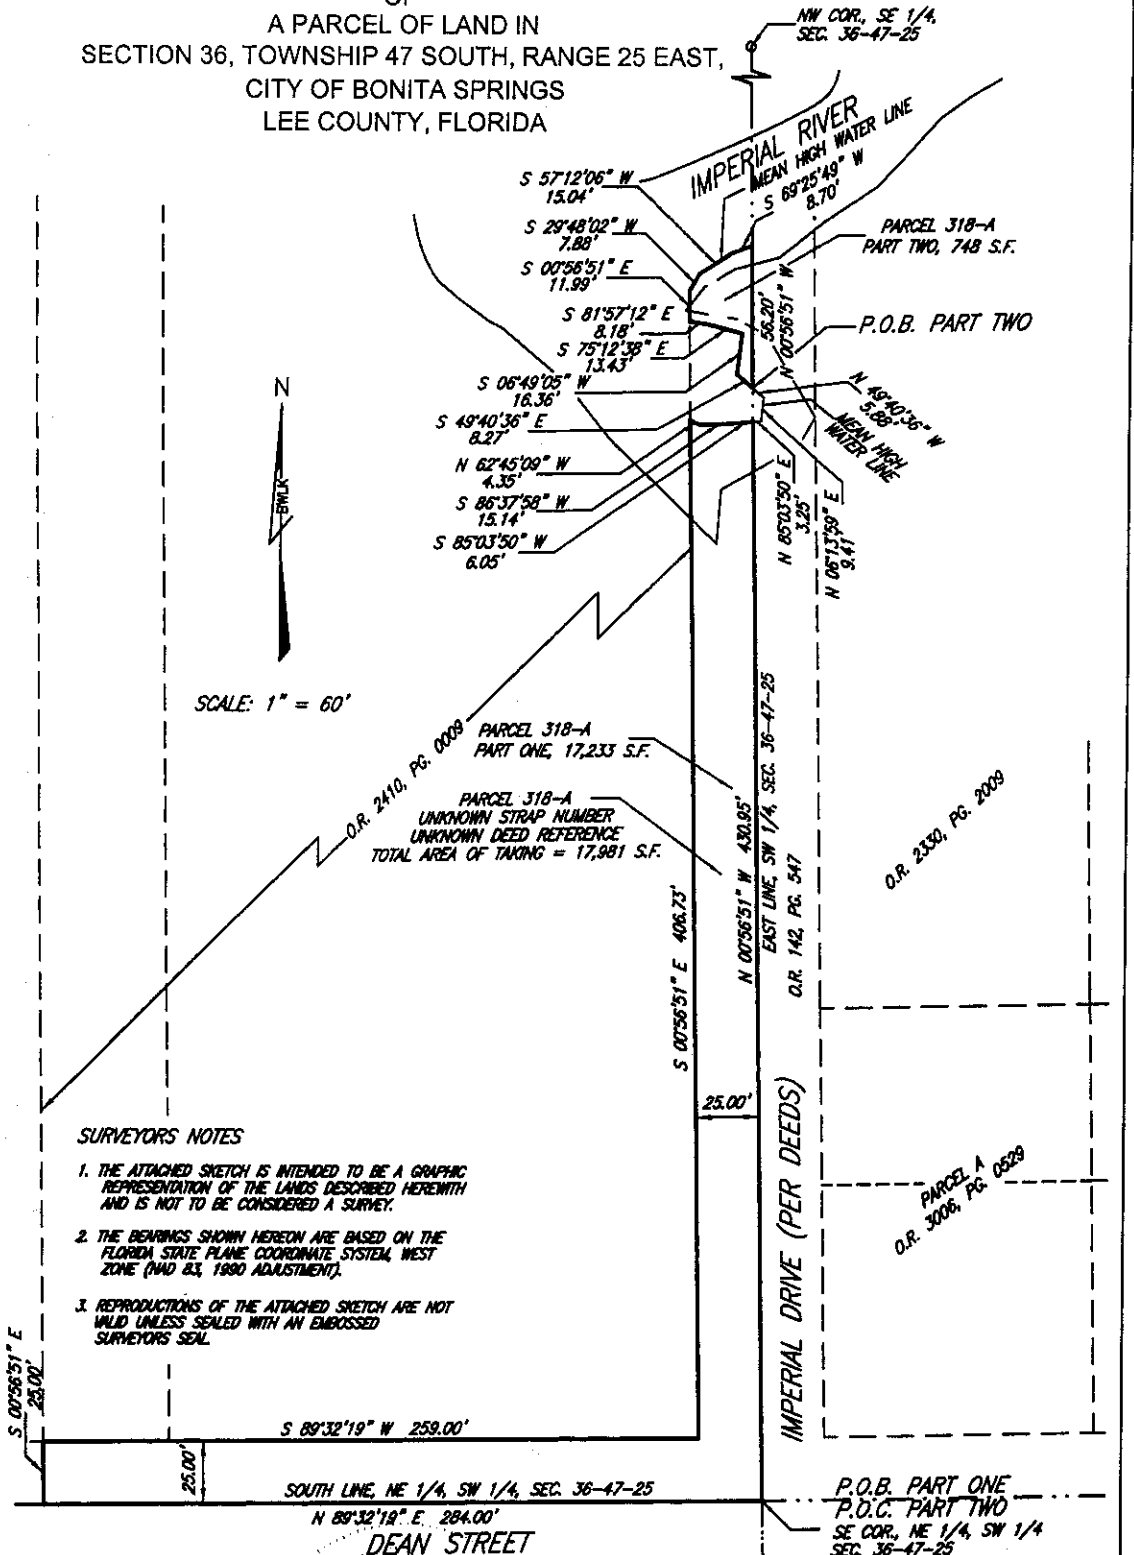 A PARCEL OF LAND IN
SECTION 36, TOWNSHIP 47 SOUTH, RANGE 25 EAST,
CITY OF BONITA SPRINGS
LEE COUNTY, FLORIDA
NW COR., SE 1/4,
SEC. 36-47-25
IMPERIAL RIVER
MEAN HIGH WATER LINE
S 69°25'49" W
8.70'
S 57°12'06" W
15.04'
S 29°48'02" W
7.88'
S 00°56'51" E
11.99'
S 81°57'12" E
8.18'
S 75°12'38" E
13.43'
S 06°49'05" W
16.36'
S 49°40'36" E
8.27'
N 62°45'09" W
4.35'
S 86°37'58" W
15.14'
S 85°03'50" W
6.05'
PARCEL 318-A
PART TWO, 748 S.F.
56.20'
N 00°56'51" W
P.O.B. PART TWO
N 49°40'36" W
5.88'
MEAN HIGH
WATER LINE
N 85°03'50" E
3.25'
N 06°13'59" E
9.41'
N
BWLK
SCALE: 1" = 60'
O.R. 2410, PG. 0009
PARCEL 318-A
PART ONE, 17,233 S.F.
PARCEL 318-A
UNKNOWN STRAP NUMBER
UNKNOWN DEED REFERENCE
TOTAL AREA OF TAKING = 17,981 S.F.
S 00°56'51" E 406.73'
N 00°56'51" W 430.95'
EAST LINE, SW 1/4, SEC. 36-47-25
O.R. 142, PG. 547
O.R. 2330, PG. 2009
25.00'
IMPERIAL DRIVE (PER DEEDS)
PARCEL A
O.R. 3006, PG. 0529
SURVEYORS NOTES
1. THE ATTACHED SKETCH IS INTENDED TO BE A GRAPHIC
REPRESENTATION OF THE LANDS DESCRIBED HEREWITH
AND IS NOT TO BE CONSIDERED A SURVEY.
2. THE BEARINGS SHOWN HEREON ARE BASED ON THE
FLORIDA STATE PLANE COORDINATE SYSTEM, WEST
ZONE (NAD 83, 1990 ADJUSTMENT).
3. REPRODUCTIONS OF THE ATTACHED SKETCH ARE NOT
VALID UNLESS SEALED WITH AN EMBOSSED
SURVEYORS SEAL.
S 00°56'51" E
25.00'
S 89°32'19" W 259.00'
25.00'
SOUTH LINE, NE 1/4, SW 1/4, SEC. 36-47-25
N 89°32'19" E 284.00'
DEAN STREET
P.O.B. PART ONE
P.O.C. PART TWO
SE COR., NE 1/4, SW 1/4
SEC. 36-47-25